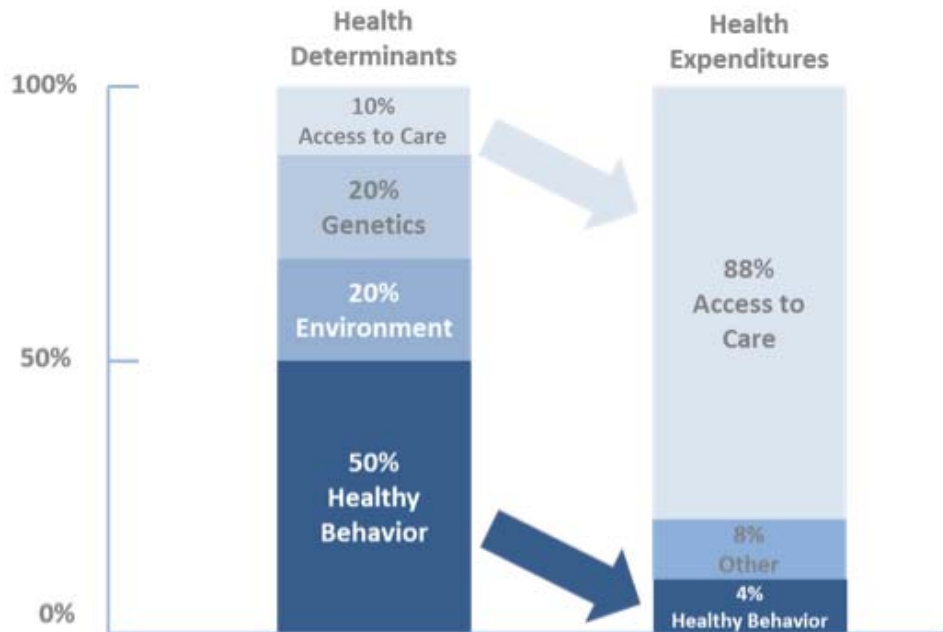 Health
Determinants
Health
Expenditures
100%
10%
Access to Care
20%
Genetics
20%
Environment
50%
50%
Healthy
Behavior
0%
88%
Access to
Care
8%
Other
4%
Healthy Behavior